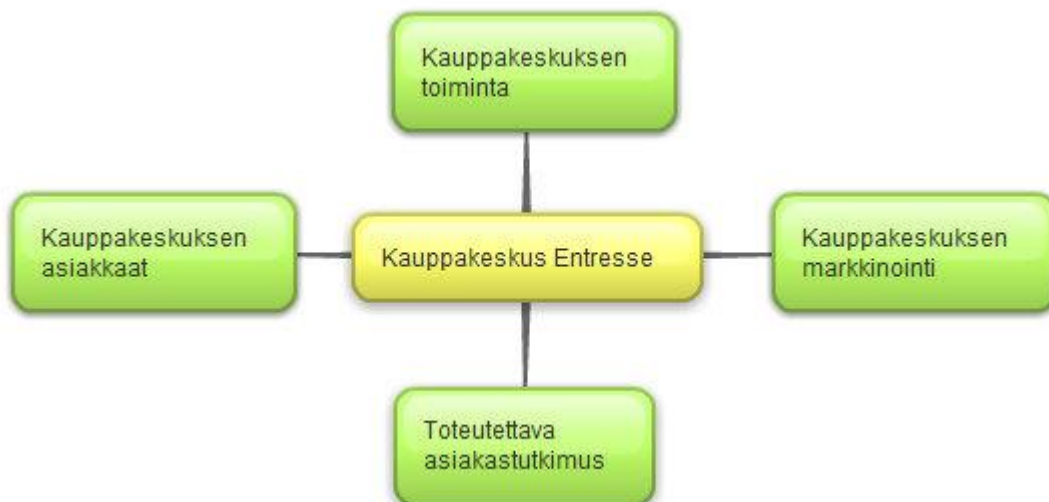 Kauppakeskuksen
toiminta
Kauppakeskuksen
asiakkaat
Kauppakeskus Entresse
Kauppakeskuksen
markkinointi
Toteutettava
asiakastutkimus